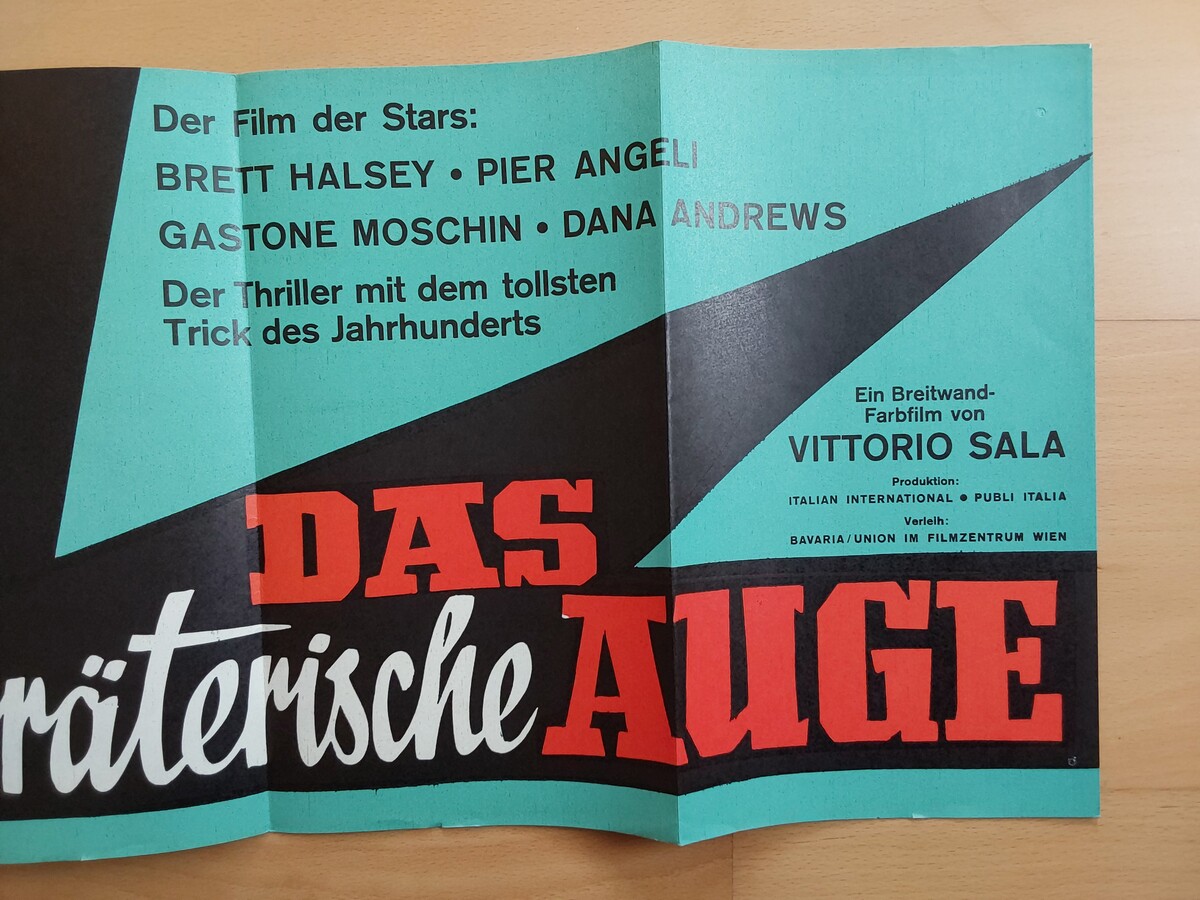 Der Film der Stars:
BRETT HALSEY • PIER ANGELI
GASTONE MOSCHIN • DANA ANDREWS
Der Thriller mit dem tollsten
Trick des Jahrhunderts
Ein Breitwand-
Farbfilm von
VITTORIO SALA
Produktion:
ITALIAN INTERNATIONAL • PUBLI ITALIA
Verleih:
BAVARIA/UNION IM FILMZENTRUM WIEN
DAS
räterische AUGE